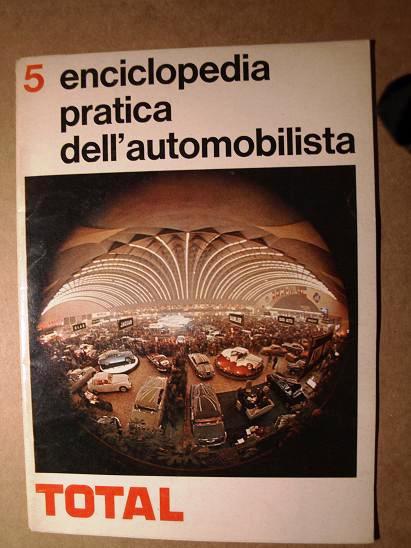 5 enciclopedia
pratica
dell'automobilista
TOTAL